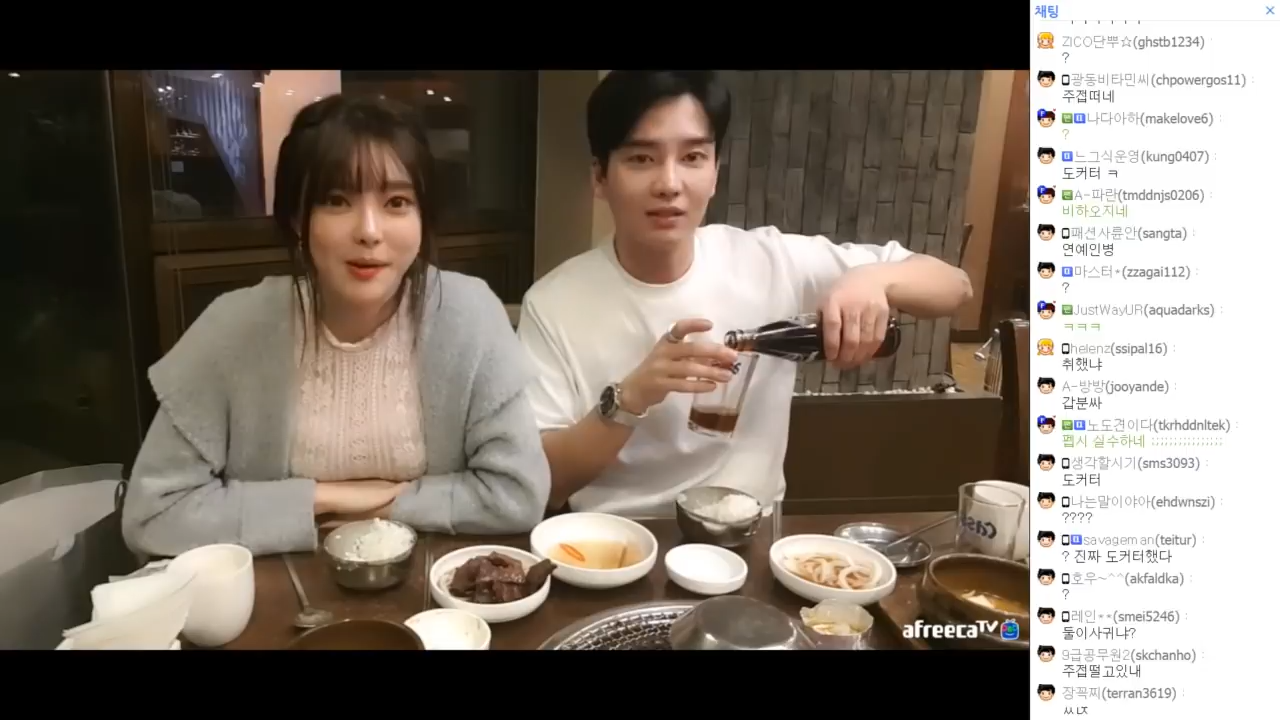 채팅
ZICO단뿌☆(ghstb1234) :
?
광동비타민씨(chpowergos11) :
주접떠네
나다아하(makelove6) :
?
느그식운영(kung0407) :
도커터 ㅋ
A-파란(tmddnjs0206) :
비하오지네
패션사륜안(sangta) :
연예인병
마스터*(zzagai112) :
?
JustWayUR(aquadarks) :
ㅋㅋㅋ
helenz(ssipal16) :
취했냐
A-방방(jooyande) :
갑분싸
노도견이다(tkrhddnltek) :
펩시 실수하네 ;;;;;;;;;;;;;;;;
생각할시기(sms3093) :
도커터
나는말이야아(ehdwnszi) :
????
savageman(teitur) :
? 진짜 도커터했다
호우~^^(akfaldka) :
?
레인**(smei5246) :
둘이사귀냐?
9급공무원2(skchanho) :
주접떨고있내
장꼭찌(terran3619) :
Cass
afreecaTV